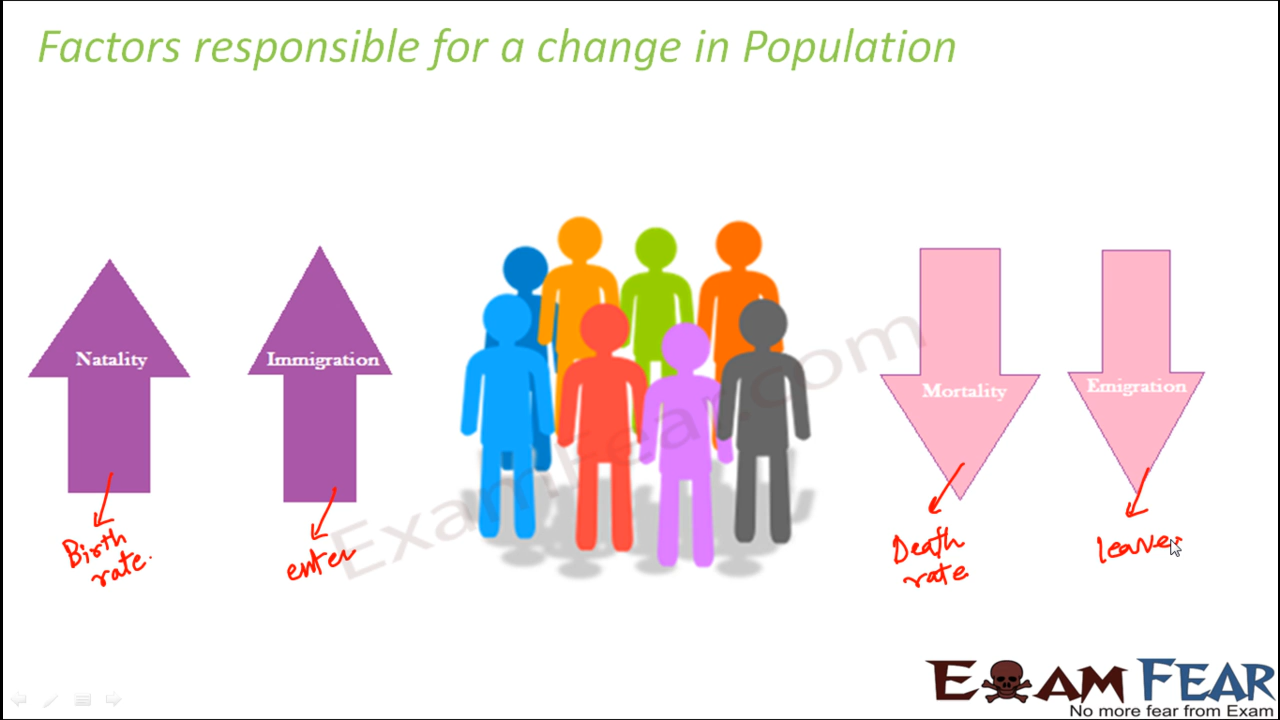 Factors responsible for a change in Population
Natality
Immigration
Mortality
Emigration
Birth
rate.
enter
Death
rate
leaves
ExamFear.com
EXAM FEAR
No more fear from Exam